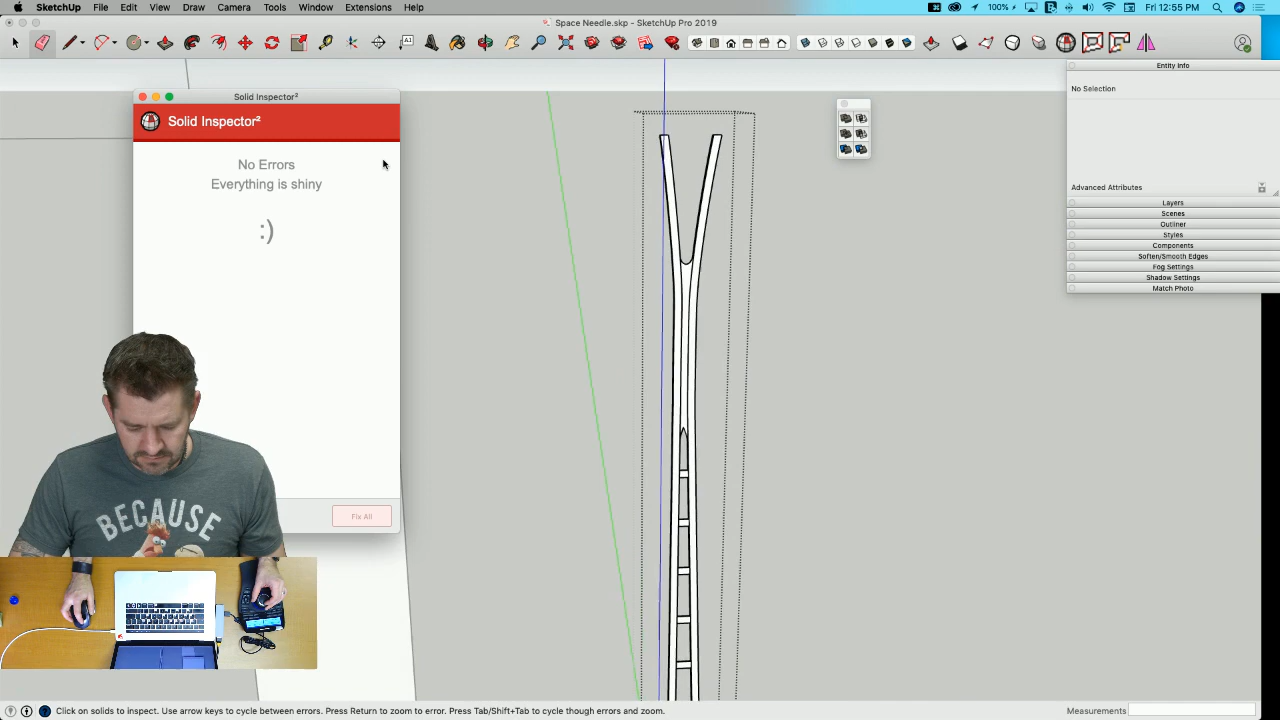 SketchUp File Edit View Draw Camera Tools Window Extensions Help 100% Fri 12:55 PM
Space Needle.skp - SketchUp Pro 2019
Entity Info
No Selection
Advanced Attributes
Layers
Scenes
Outliner
Styles
Components
Soften/Smooth Edges
Fog Settings
Shadow Settings
Match Photo
Solid Inspector²
Solid Inspector²
No Errors
Everything is shiny
:)
Fix All
BECAUSE
Click on solids to inspect. Use arrow keys to cycle between errors. Press Return to zoom to error. Press Tab/Shift+Tab to cycle though errors and zoom.
Measurements